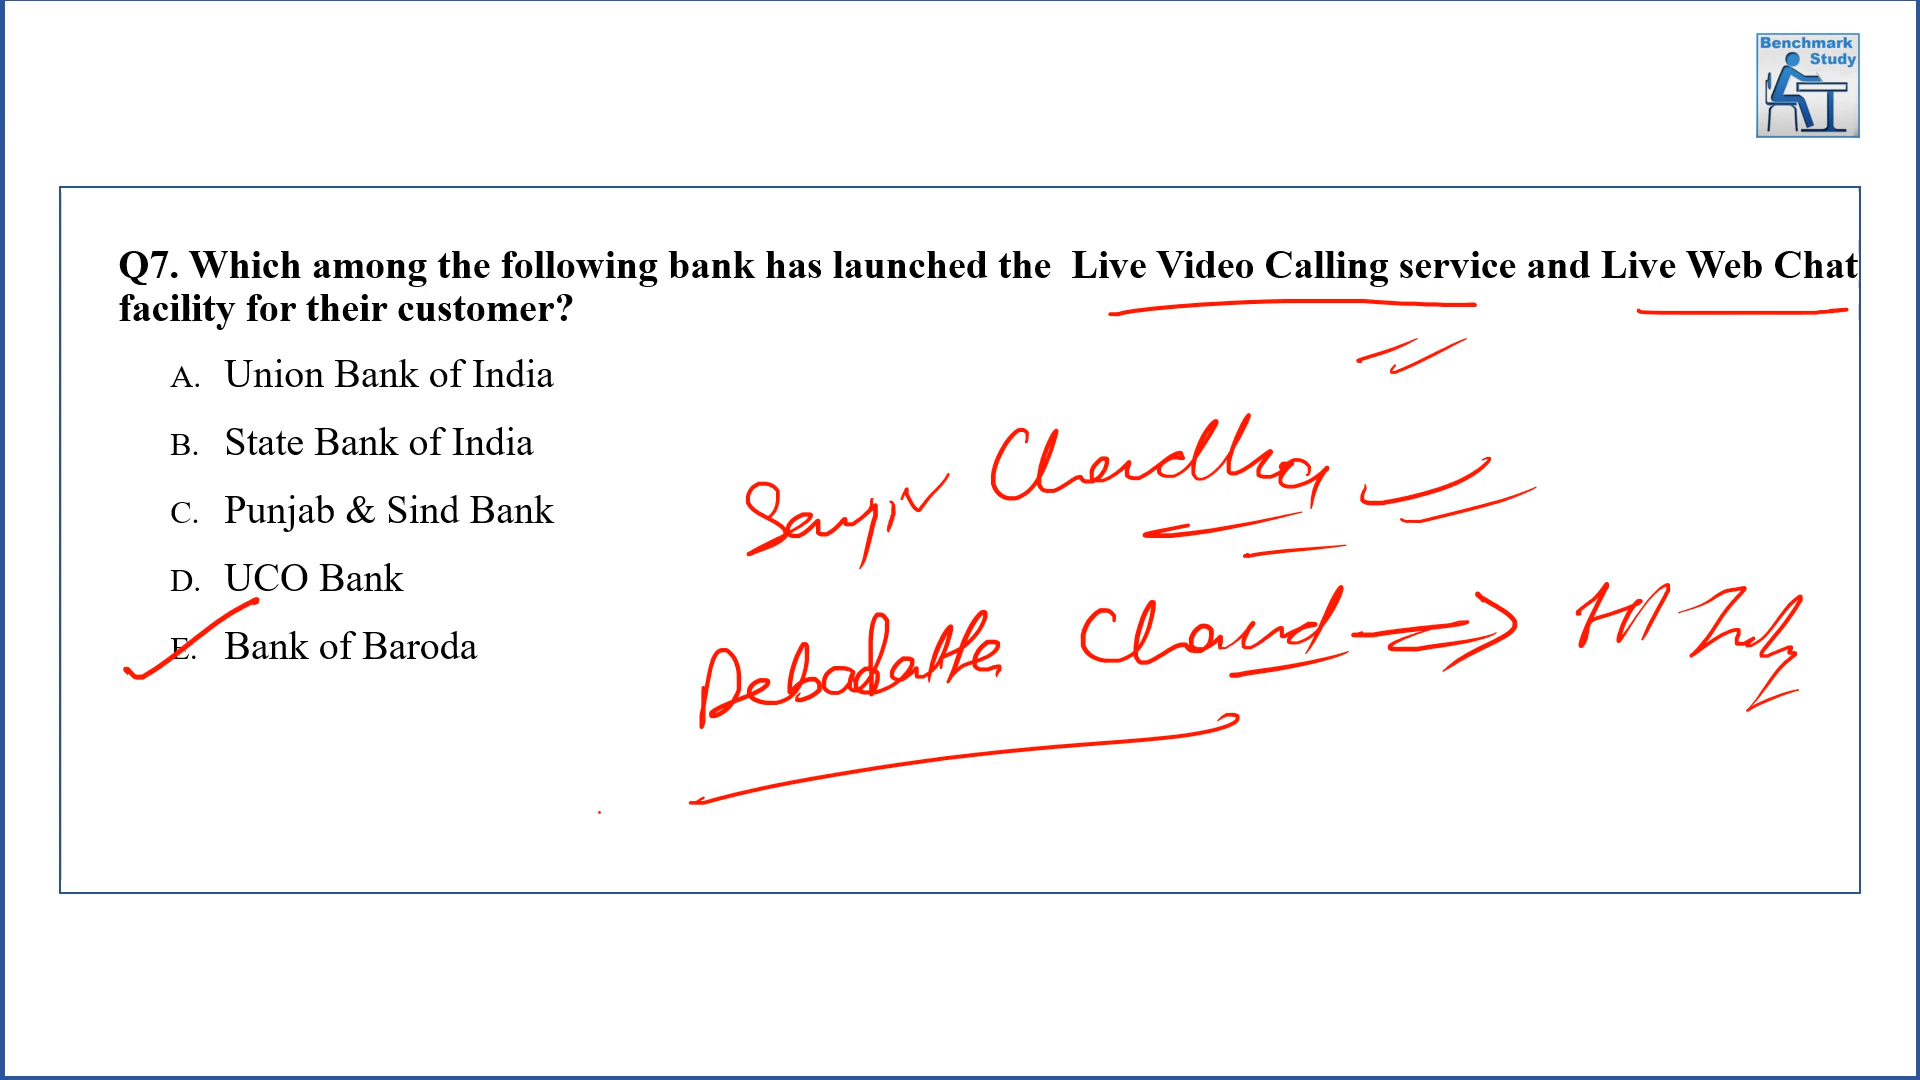 Benchmark
Study
Q7. Which among the following bank has launched the Live Video Calling service and Live Web Chat
facility for their customer?
A. Union Bank of India
B. State Bank of India
C. Punjab & Sind Bank
D. UCO Bank
E. Bank of Baroda
Sanjiv Chardha
Debadatta Chand